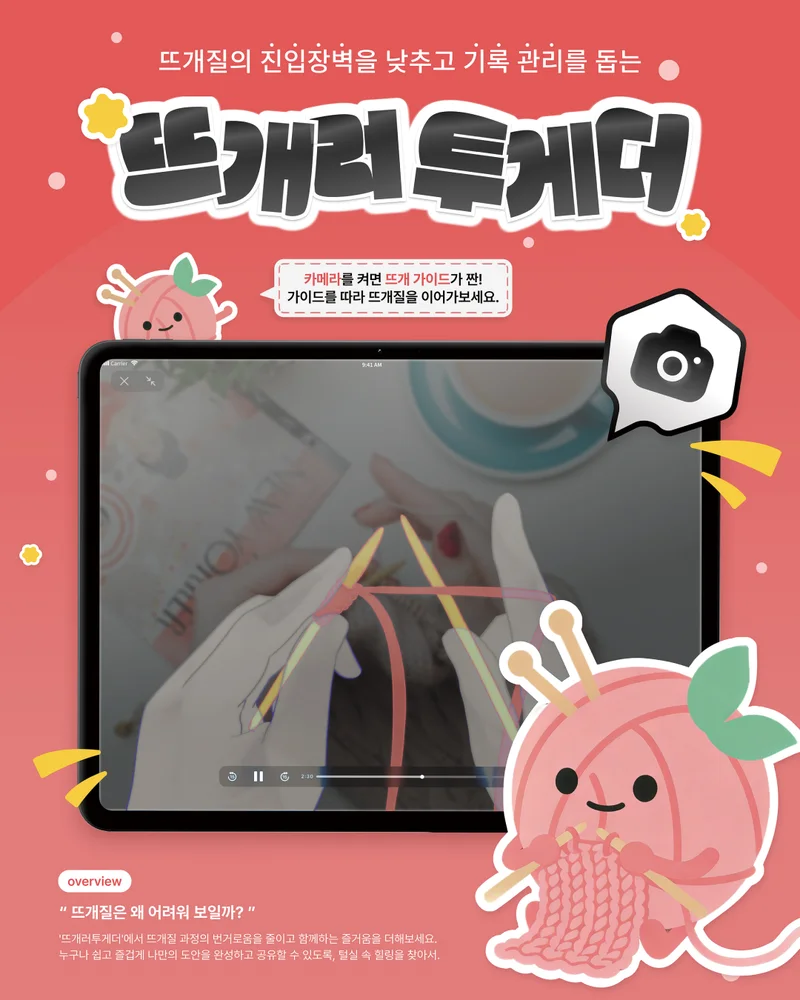 뜨개질의 진입장벽을 낮추고 기록 관리를 돕는
뜨개러 투게더
카메라를 켜면 뜨개 가이드가 짠!
가이드를 따라 뜨개질을 이어가보세요.
Carrier
9:41 AM
NEW YOR
2:30
overview
“ 뜨개질은 왜 어려워 보일까? ”
'뜨개러투게더'에서 뜨개질 과정의 번거로움을 줄이고 함께하는 즐거움을 더해보세요.
누구나 쉽고 즐겁게 나만의 도안을 완성하고 공유할 수 있도록, 털실 속 힐링을 찾아서.